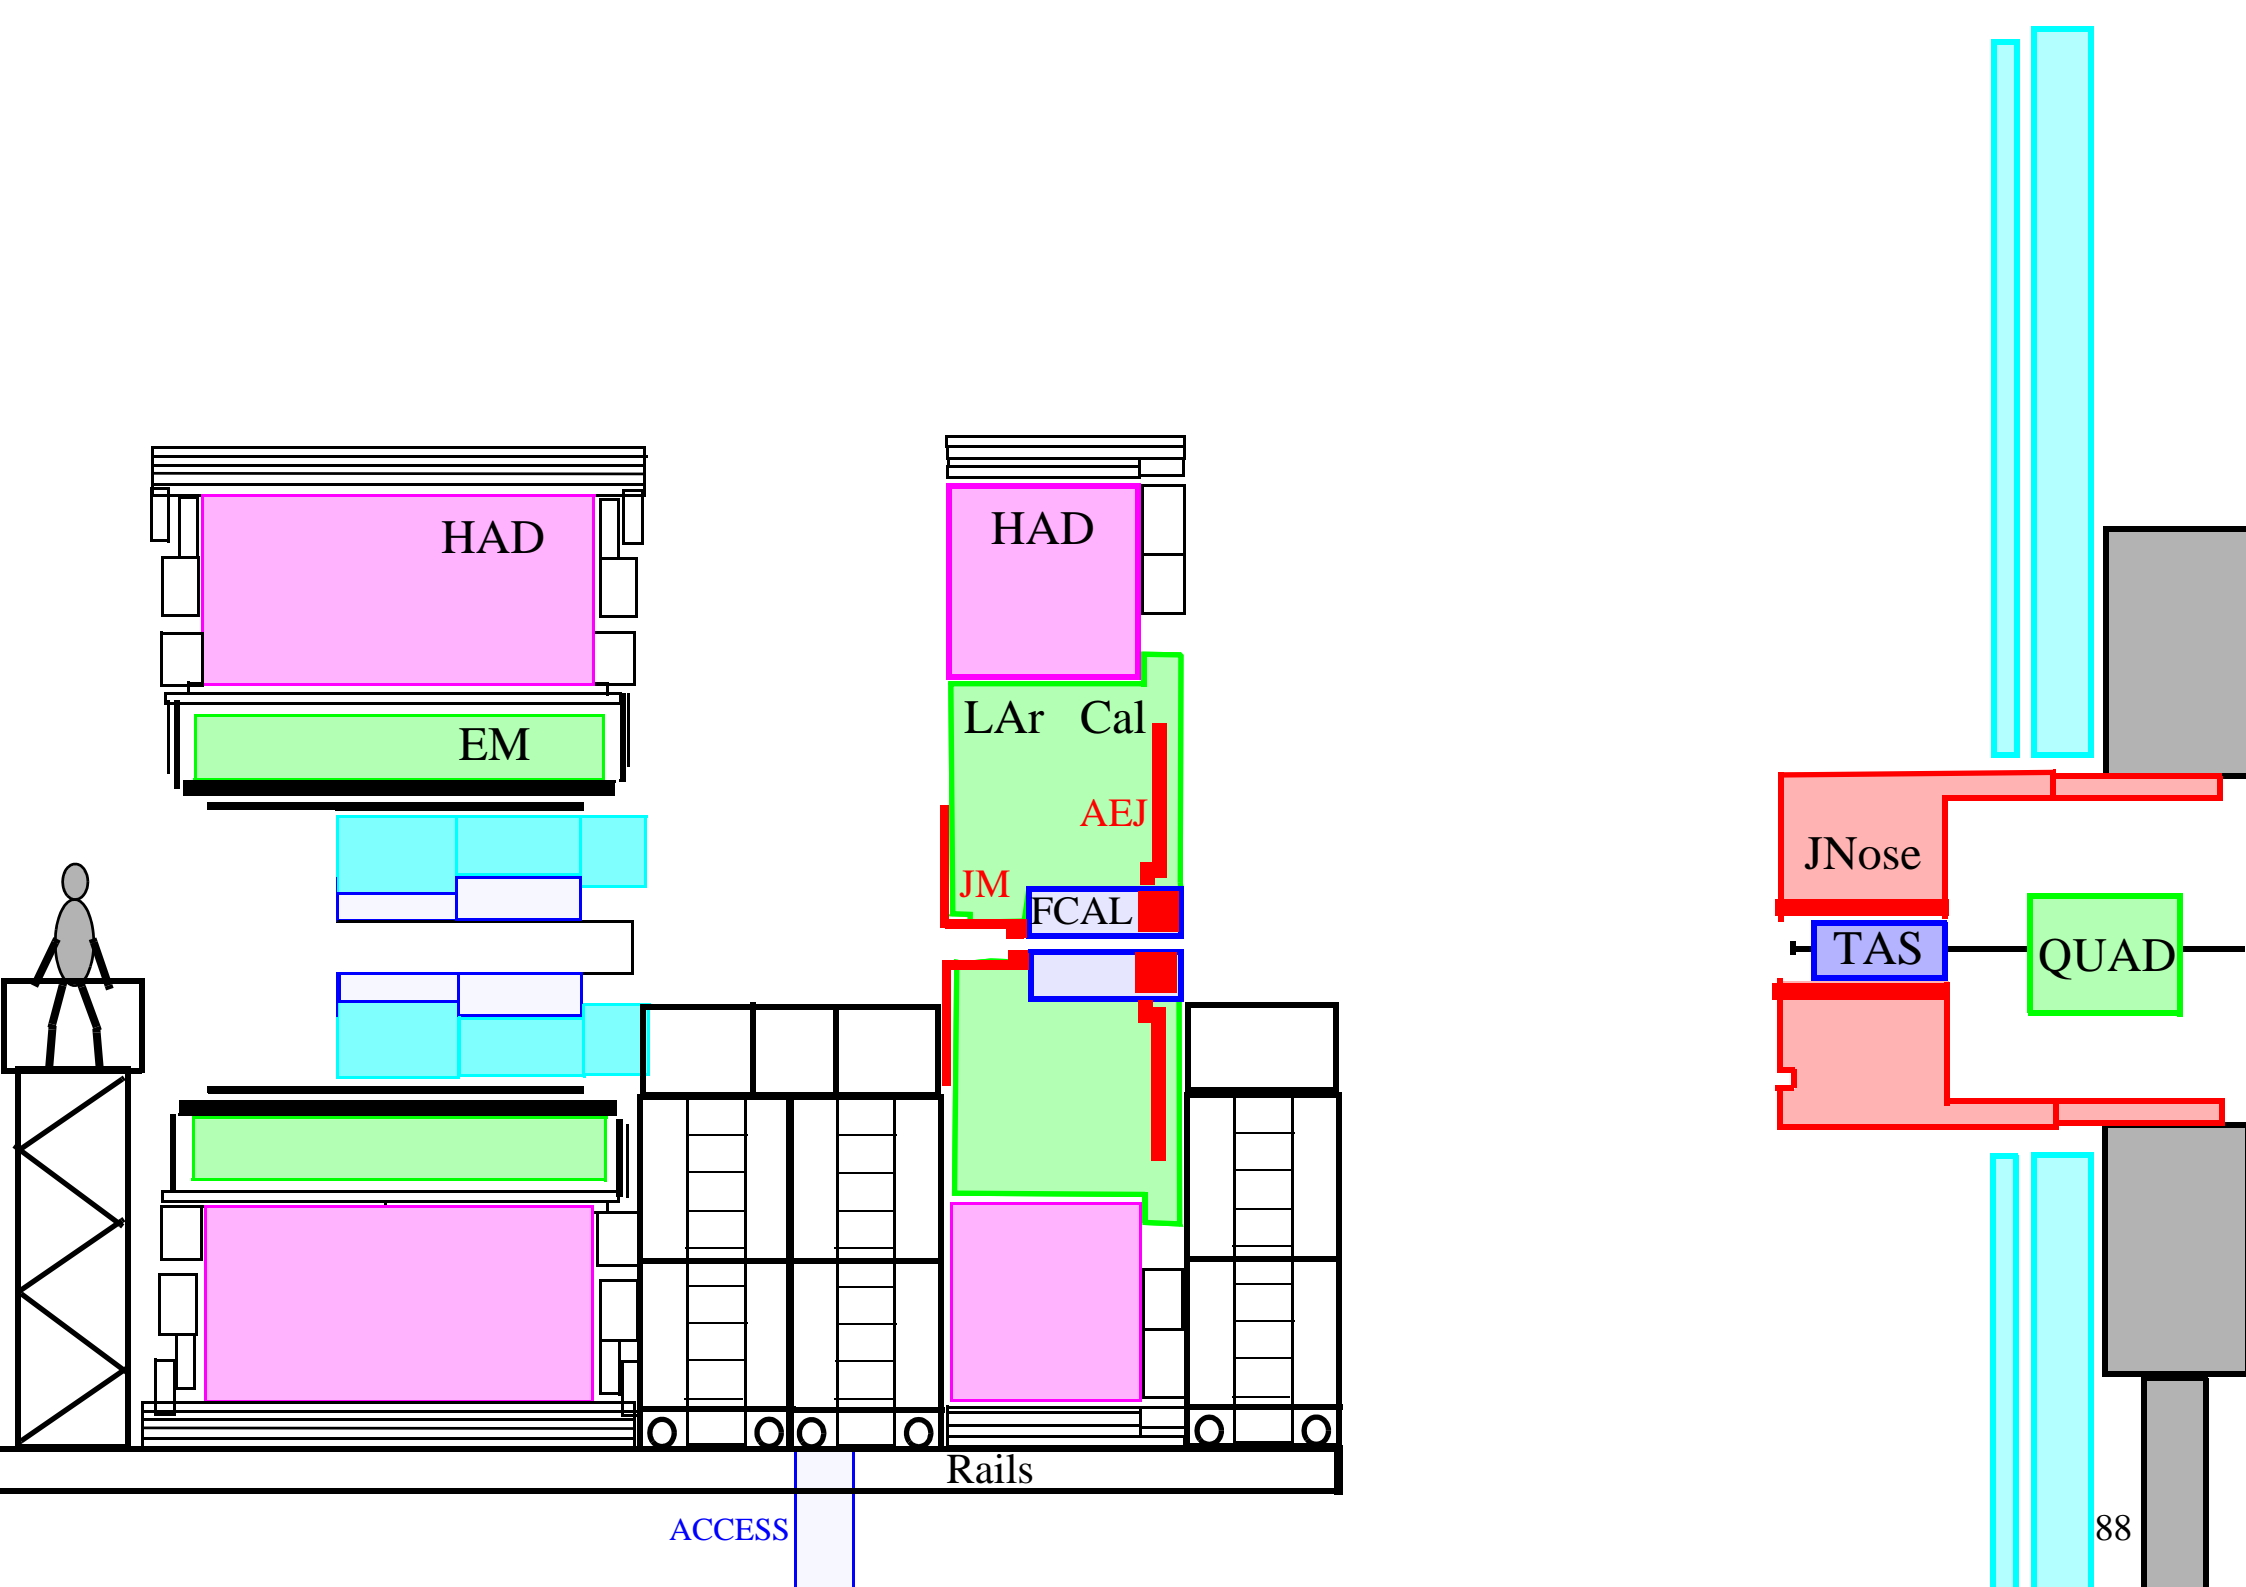 HAD
HAD
LAr Cal
EM
AEJ
JM
FCAL
JNose
TAS
QUAD
Rails
ACCESS
88